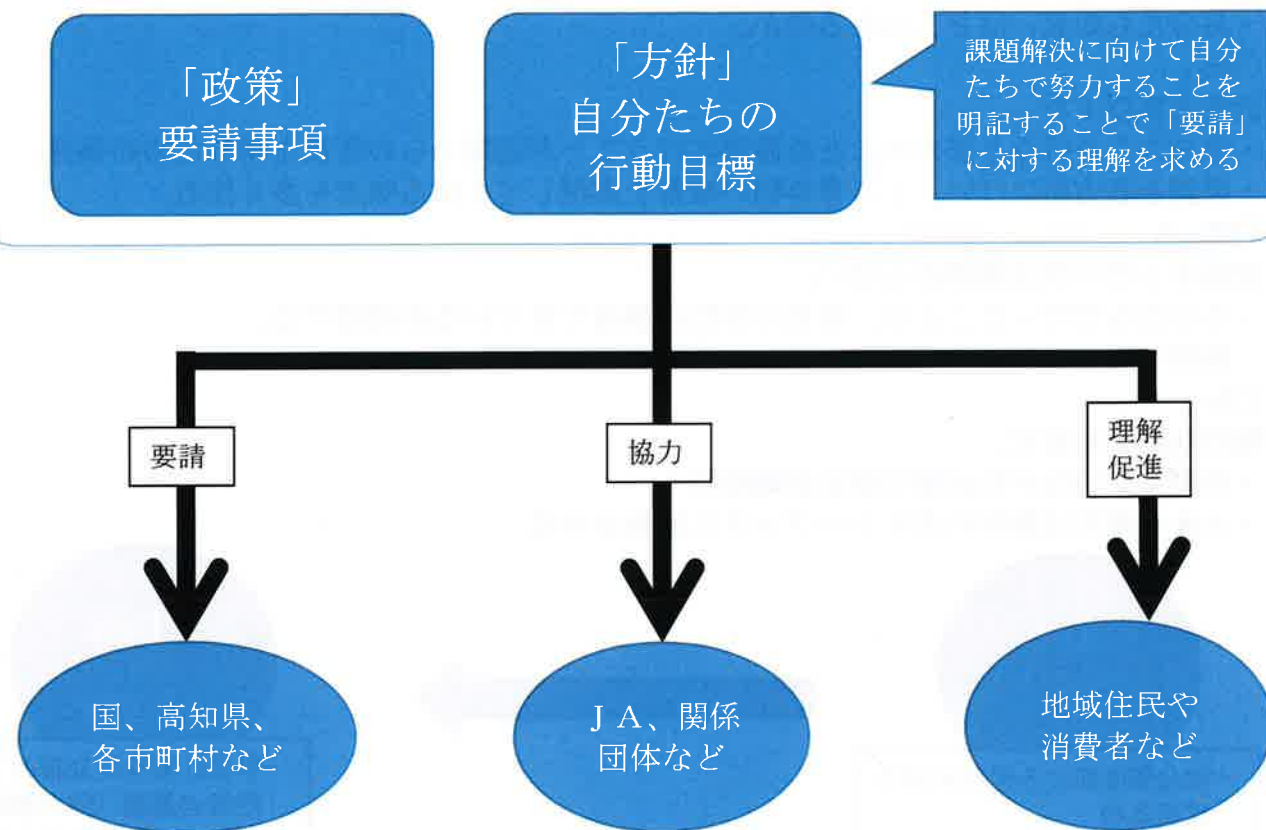 「政策」
要請事項
「方針」
自分たちの
行動目標
課題解決に向けて自分
たちで努力することを
明記することで「要請」
に対する理解を求める
要請
協力
理解
促進
国、高知県、
各市町村など
ＪＡ、関係
団体など
地域住民や
消費者など